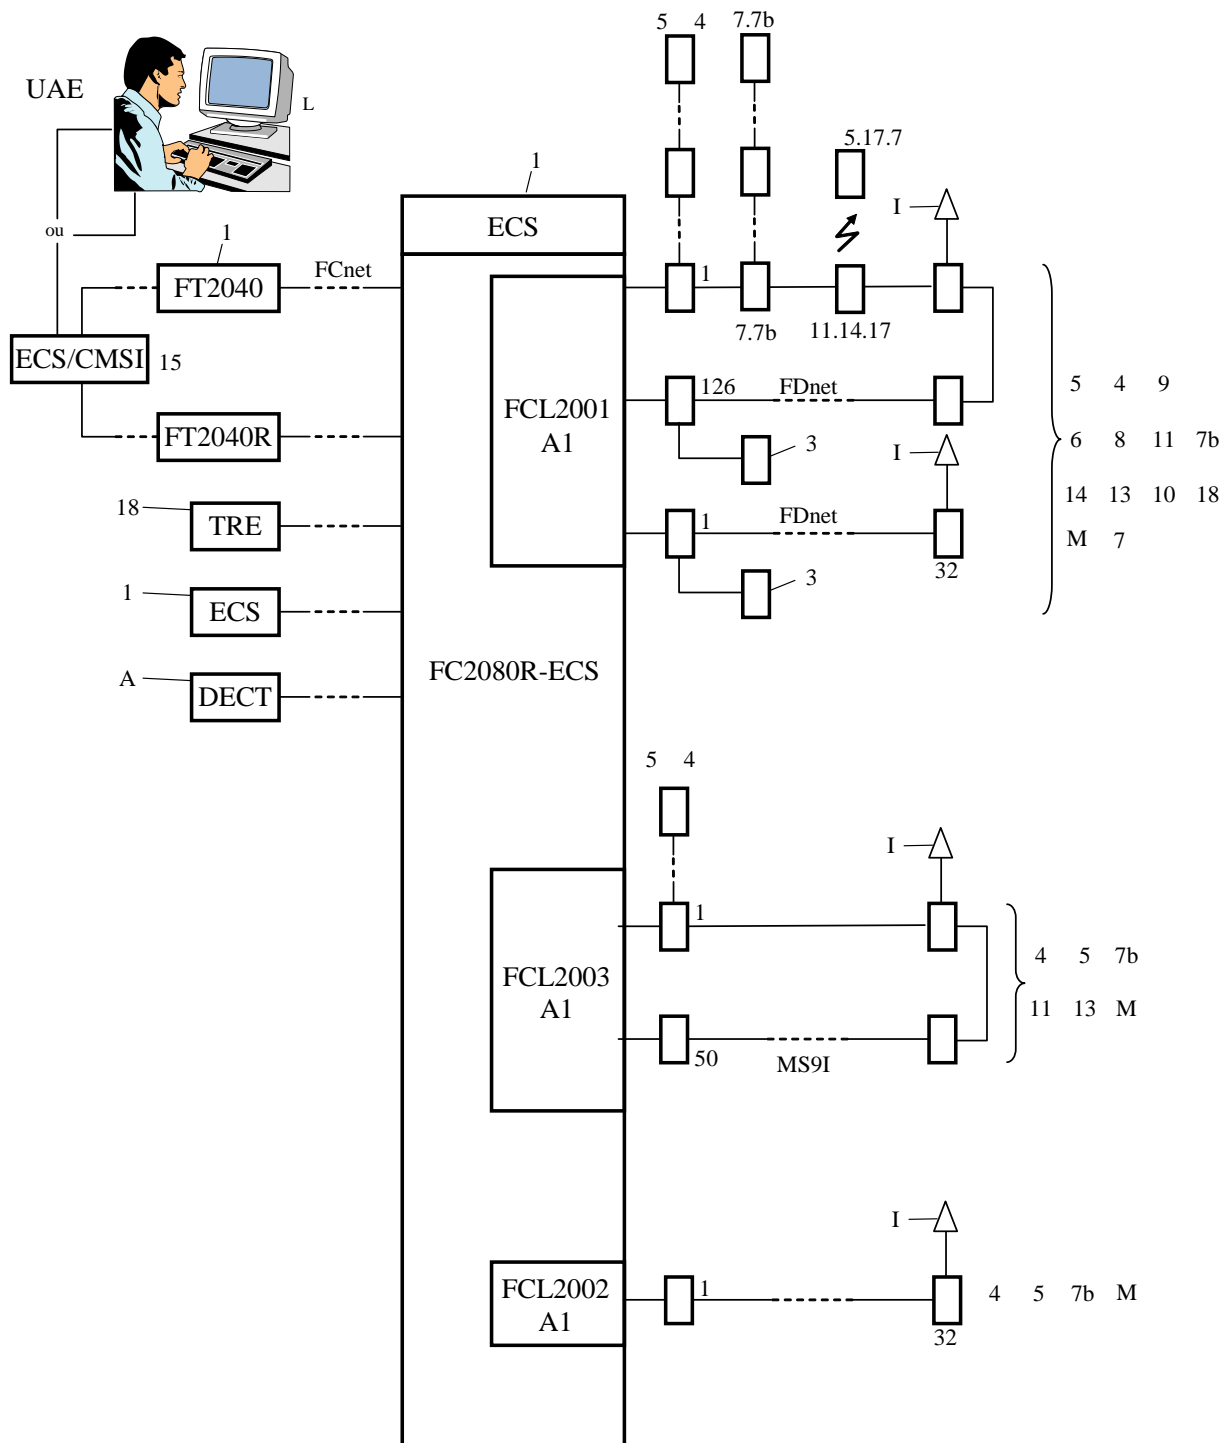 5 4 7.7b
UAE
L
5.17.7
1
I
ou
ECS
1
FCnet
FT2040
1
7.7b
11.14.17
ECS/CMSI 15
126
FDnet
FCL2001
A1
5 4 9
FT2040R
3
I
6 8 11 7b
14 13 10 18
18
TRE
1
FDnet
M 7
32
3
1
ECS
A
DECT
FC2080R-ECS
5 4
I
1
4 5 7b
FCL2003
A1
11 13 M
50
MS9I
I
FCL2002
A1
1
4 5 7b M
32